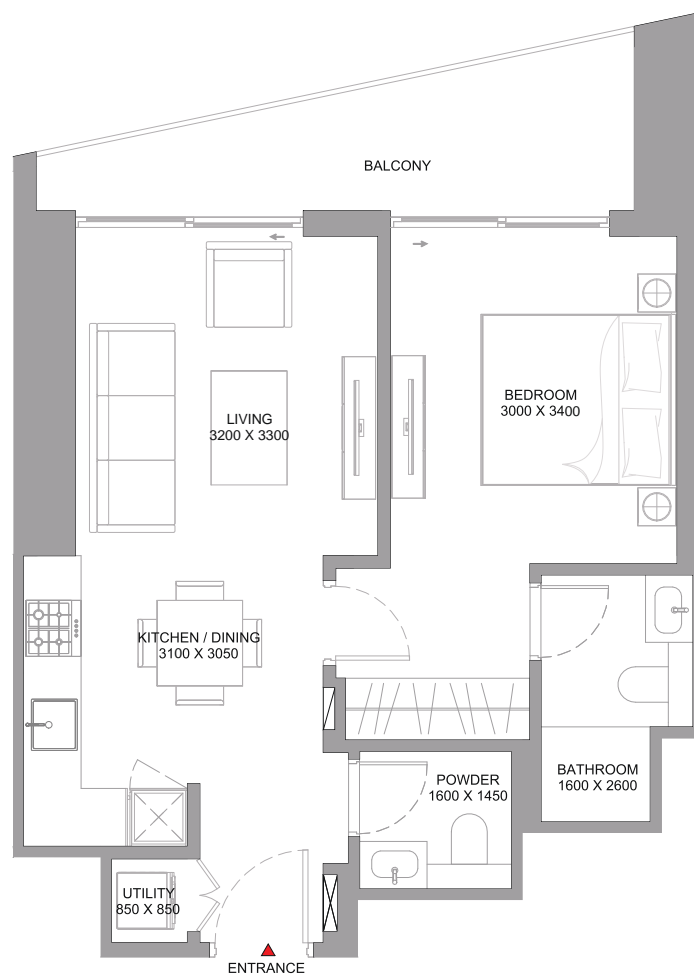 BALCONY
LIVING
3200 X 3300
BEDROOM
3000 X 3400
KITCHEN / DINING
3100 X 3050
POWDER
1600 X 1450
BATHROOM
1600 X 2600
UTILITY
850 X 850
ENTRANCE